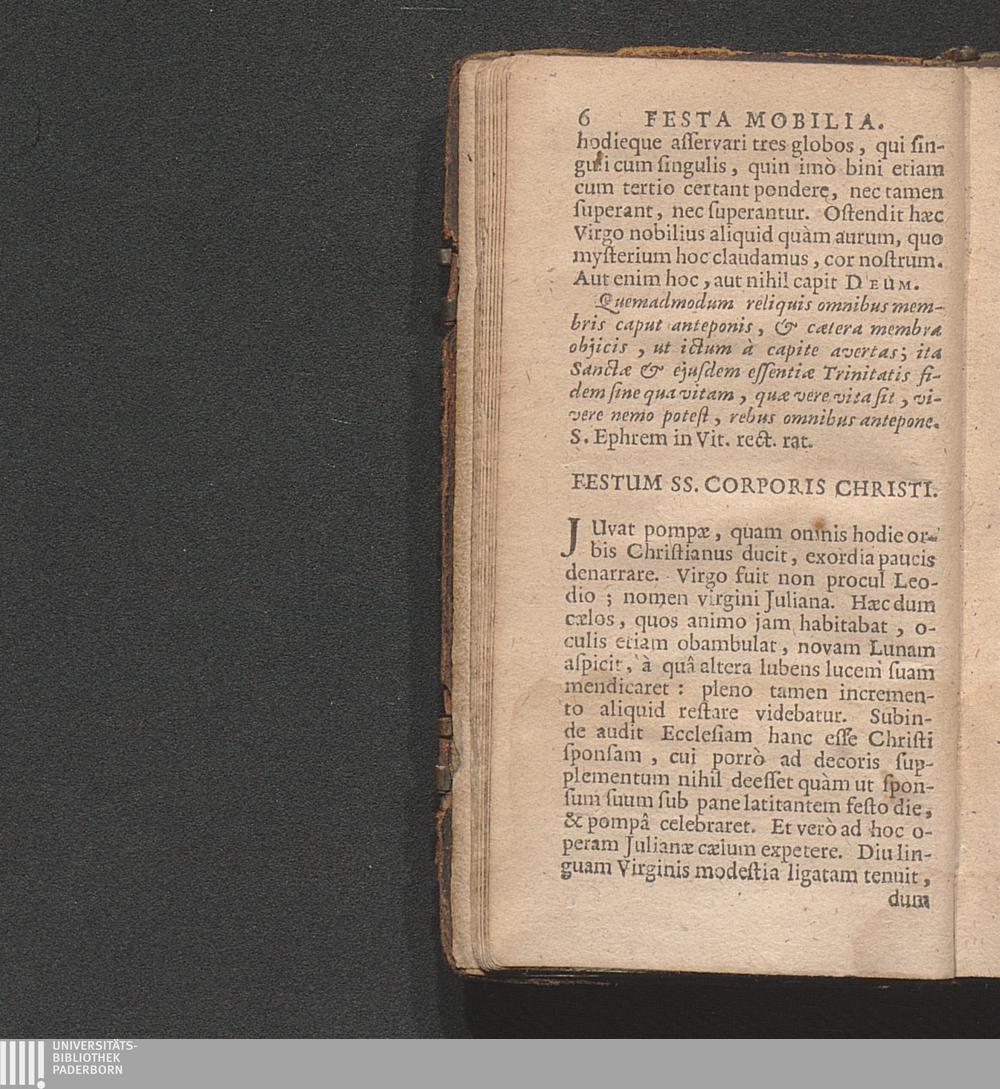 6 FESTA MOBILIA.
hodieque aſſervari tres globos, qui ſin-
guli cum ſingulis, quin imò bini etiam
cum tertio certant pondere, nec tamen
ſuperant, nec ſuperantur. Oſtendit hæc
Virgo nobilius aliquid quàm aurum, quo
myſterium hoc claudamus, cor noſtrum.
Aut enim hoc, aut nihil capit DEUM.
Quemadmodum reliquis omnibus mem-
bris caput anteponis, & cætera membra
objicis, ut ictum à capite avertas; ita
Sanctæ & ejuſdem eſſentiæ Trinitatis fi-
dem ſine qua vitam, quæ vere vita ſit, vi-
vere nemo poteſt, rebus omnibus antepone.
S. Ephrem in Vit. rect. rat.
FESTUM SS. CORPORIS CHRISTI.
JUvat pompæ, quam omnis hodie or-
bis Chriſtianus ducit, exordia paucis
denarrare. Virgo fuit non procul Leo-
dio; nomen virgini Juliana. Hæc dum
cælos, quos animo jam habitabat, o-
culis etiam obambulat, novam Lunam
aſpicit, à quâ altera lubens lucem ſuam
mendicaret: pleno tamen incremen-
to aliquid reſtare videbatur. Subin-
de audit Eccleſiam hanc eſſe Chriſti
ſponſam, cui porrò ad decoris ſup-
plementum nihil deeſſet quàm ut ſpon-
ſum ſuum ſub pane latitantem feſto die,
& pompâ celebraret. Et verò ad hoc o-
peram Julianæ cælum expetere. Diu lin-
guam Virginis modeſtia ligatam tenuit,
dum
UNIVERSITÄTS-
BIBLIOTHEK
PADERBORN